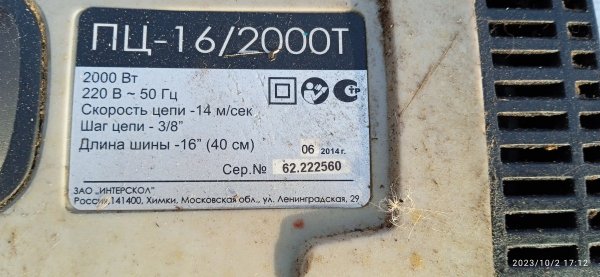 ПЦ-16/2000Т
2000 Вт
220 В ~ 50 Гц
Скорость цепи -14 м/сек
Шаг цепи - 3/8"
Длина шины -16" (40 см)
06 2014 г.
Сер.№ 62.222560
ЗАО "ИНТЕРСКОЛ"
Россия,141400, Химки, Московская обл., ул. Ленинградская, 29
2023/10/2 17:12